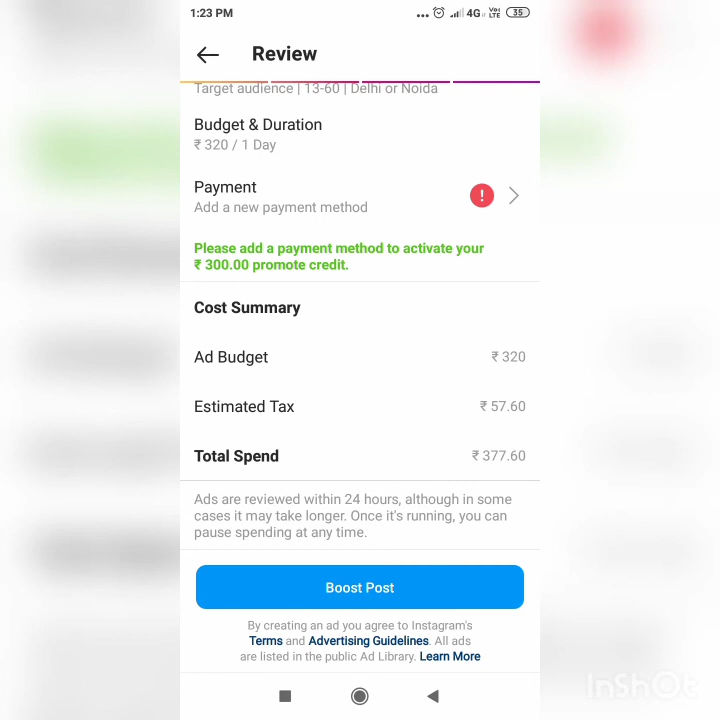 1:23 PM
4G
Vo
LTE
35
Review
Target audience | 13-60 | Delhi or Noida
Budget & Duration
₹ 320 / 1 Day
Payment
Add a new payment method
!
Please add a payment method to activate your
₹ 300.00 promote credit.
Cost Summary
Ad Budget
₹ 320
Estimated Tax
₹ 57.60
Total Spend
₹ 377.60
Ads are reviewed within 24 hours, although in some
cases it may take longer. Once it's running, you can
pause spending at any time.
Boost Post
By creating an ad you agree to Instagram's
Terms and Advertising Guidelines. All ads
are listed in the public Ad Library. Learn More
InShOt